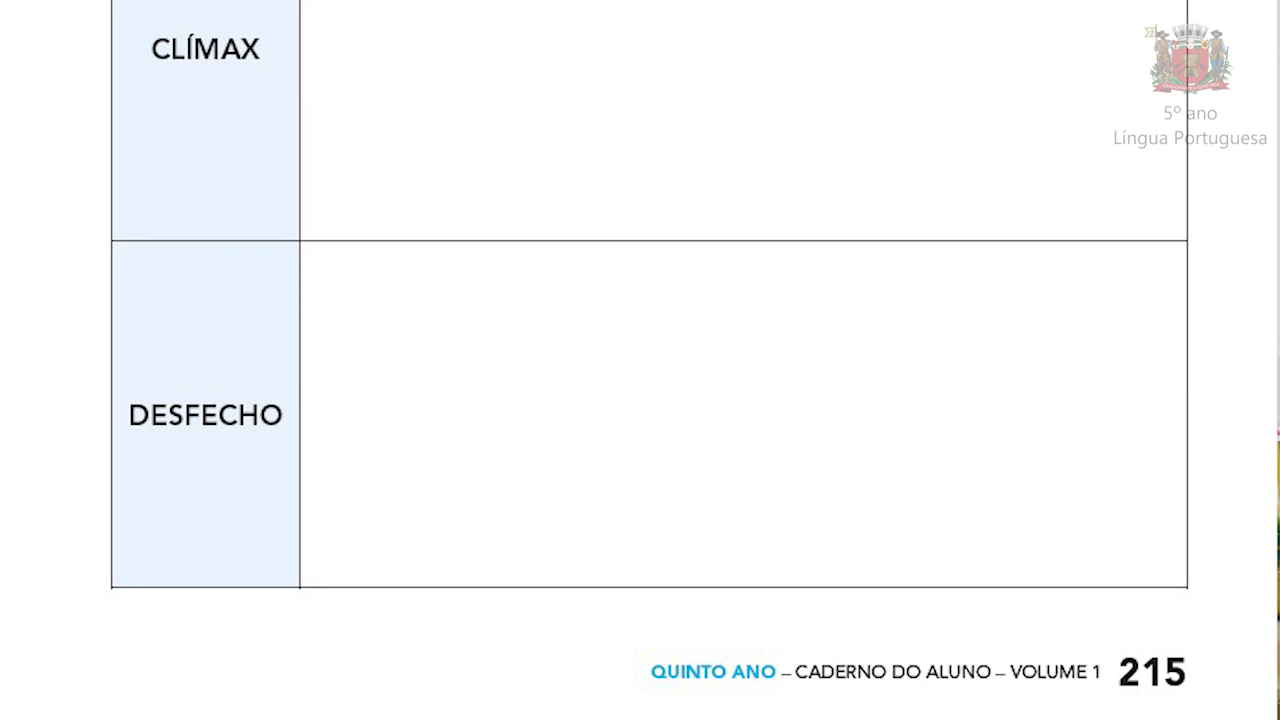 CLÍMAX
5º ano
Língua Portuguesa
DESFECHO
QUINTO ANO – CADERNO DO ALUNO – VOLUME 1 215